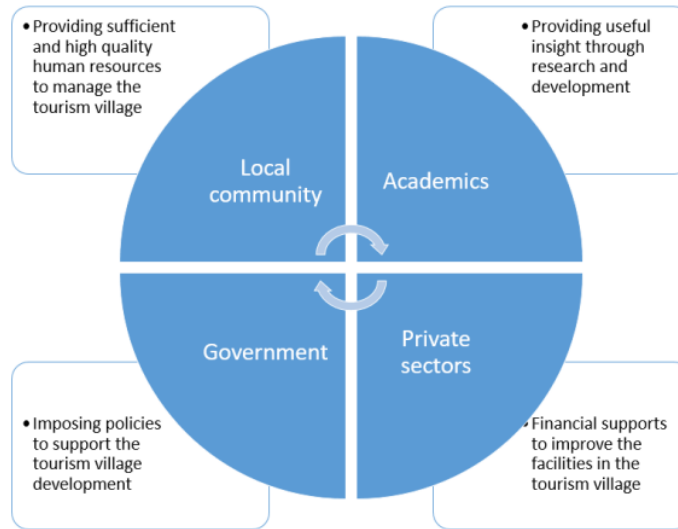 •Providing sufficient
and high quality
human resources
to manage the
tourism village
•Providing useful
insight through
research and
development
Local
community
Academics
Government
Private
sectors
•Imposing policies
to support the
tourism village
development
•Financial supports
to improve the
facilities in the
tourism village